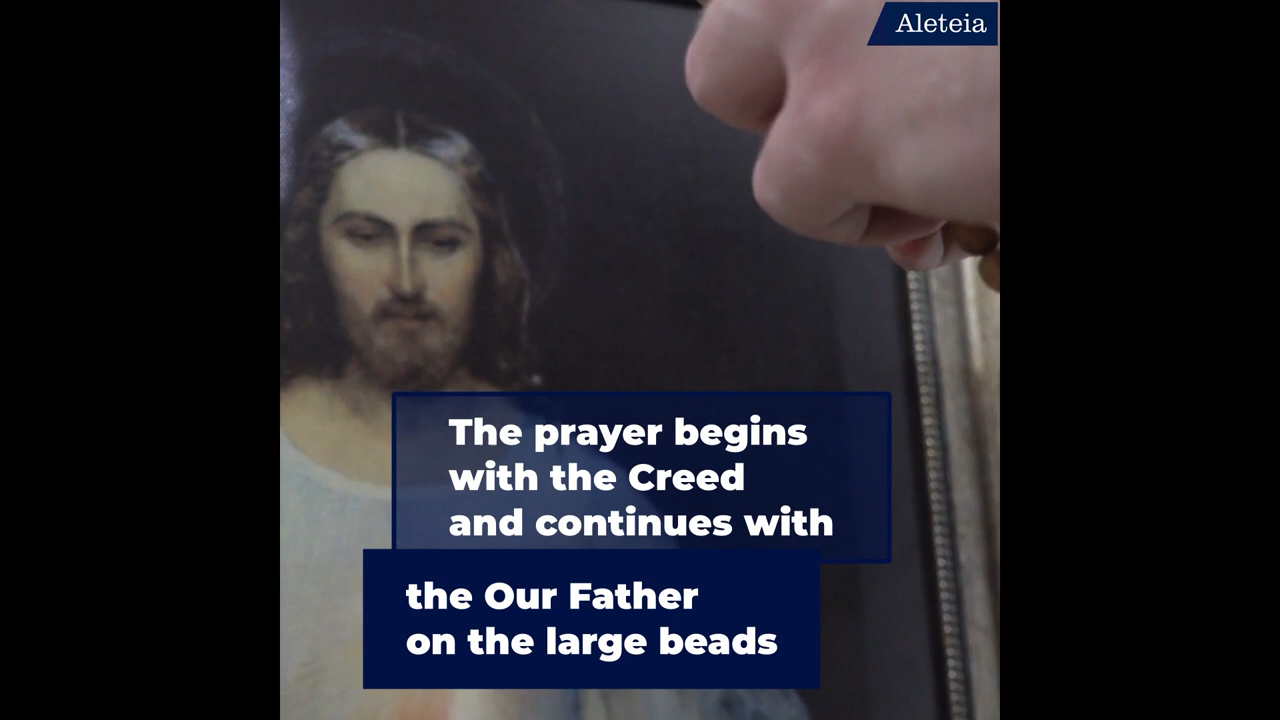 Aleteia
The prayer begins
with the Creed
and continues with
the Our Father
on the large beads